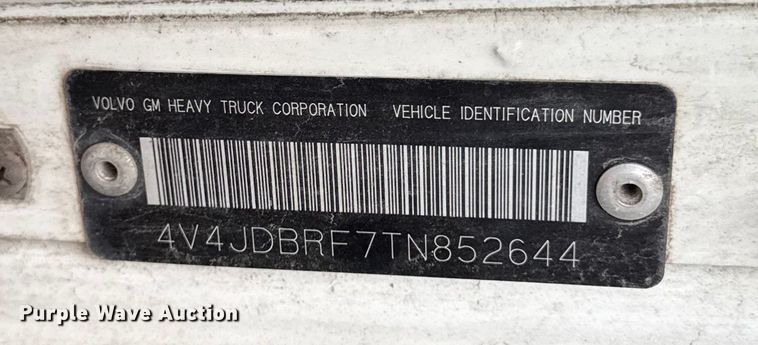 VOLVO GM HEAVY TRUCK CORPORATION VEHICLE IDENTIFICATION NUMBER
4V4JDBRF7TN852644
Purple Wave Auction